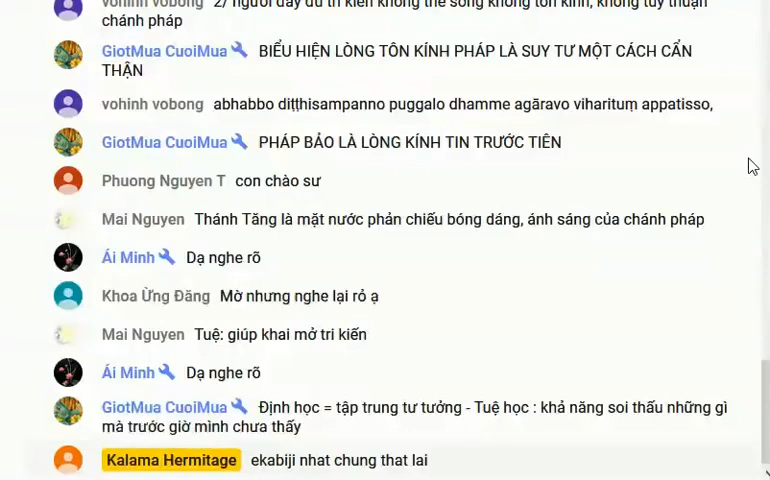 vohinh vobong 2/ người đầy đủ tri kiến không thể sống không tôn kính, không tùy thuận
chánh pháp
GiotMua CuoiMua BIỂU HIỆN LÒNG TÔN KÍNH PHÁP LÀ SUY TƯ MỘT CÁCH CẨN
THẬN
vohinh vobong abhabbo diṭṭhisampanno puggalo dhamme agāravo viharituṃ appatisso,
GiotMua CuoiMua PHÁP BẢO LÀ LÒNG KÍNH TIN TRƯỚC TIÊN
Phuong Nguyen T con chào sư
Mai Nguyen Thánh Tăng là mặt nước phản chiếu bóng dáng, ánh sáng của chánh pháp
Ái Minh Dạ nghe rõ
Khoa Ừng Đăng Mờ nhưng nghe lại rỏ ạ
Mai Nguyen Tuệ: giúp khai mở tri kiến
Ái Minh Dạ nghe rõ
GiotMua CuoiMua Định học = tập trung tư tưởng - Tuệ học : khả năng soi thấu những gì
mà trước giờ mình chưa thấy
Kalama Hermitage ekabiji nhat chung that lai